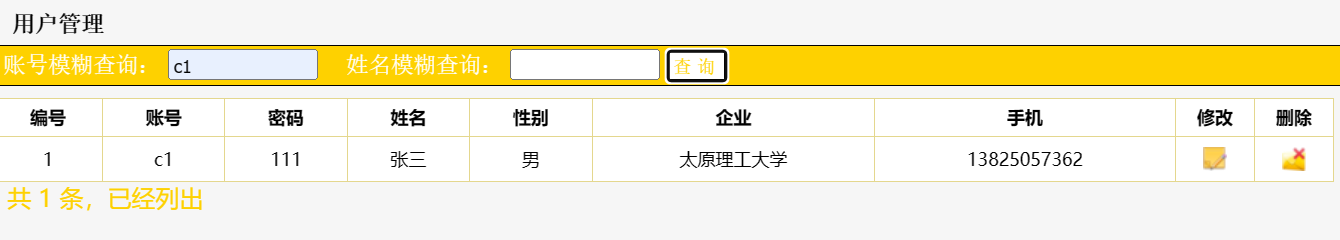 用户管理
账号模糊查询： c1 姓名模糊查询： 查 询
编号 账号 密码 姓名 性别 企业 手机 修改 删除
1 c1 111 张三 男 太原理工大学 13825057362
共 1 条，已经列出